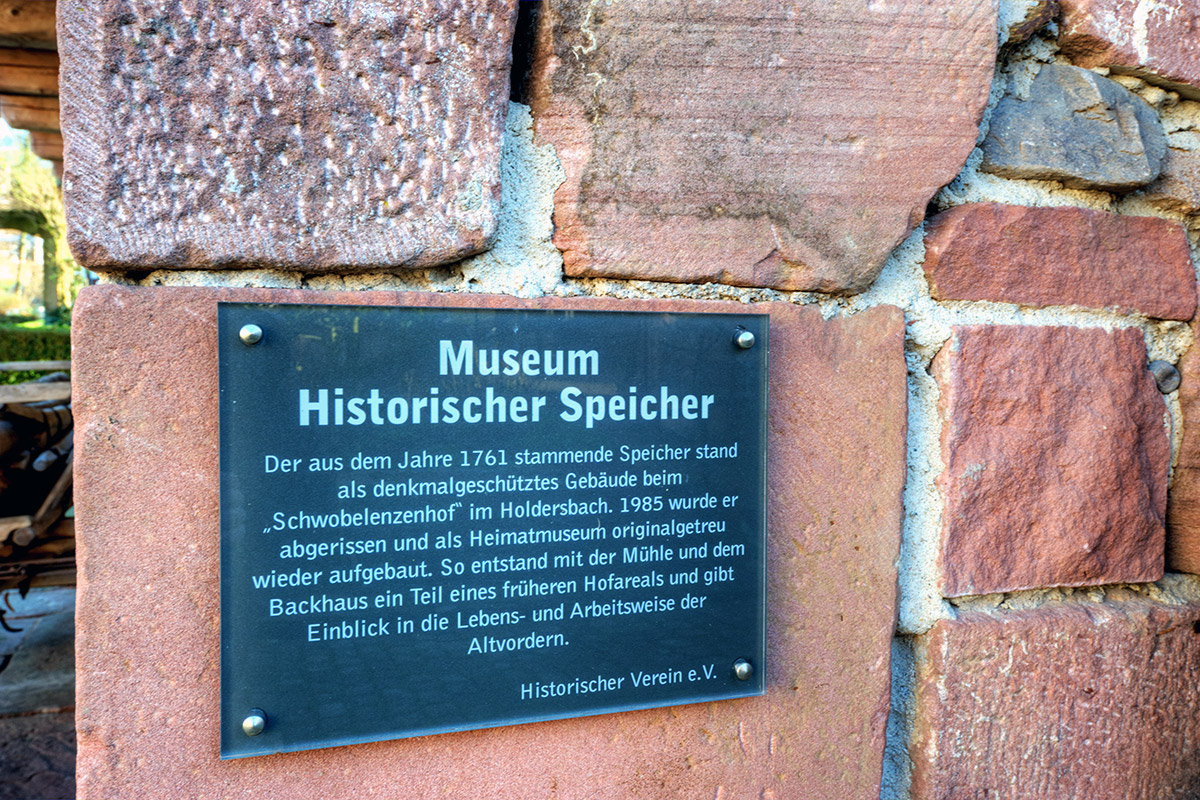 Museum
Historischer Speicher
Der aus dem Jahre 1761 stammende Speicher stand
als denkmalgeschütztes Gebäude beim
„Schwobelenzenhof“ im Holdersbach. 1985 wurde er
abgerissen und als Heimatmuseum originalgetreu
wieder aufgebaut. So entstand mit der Mühle und dem
Backhaus ein Teil eines früheren Hofareals und gibt
Einblick in die Lebens- und Arbeitsweise der
Altvordern.
Historischer Verein e.V.